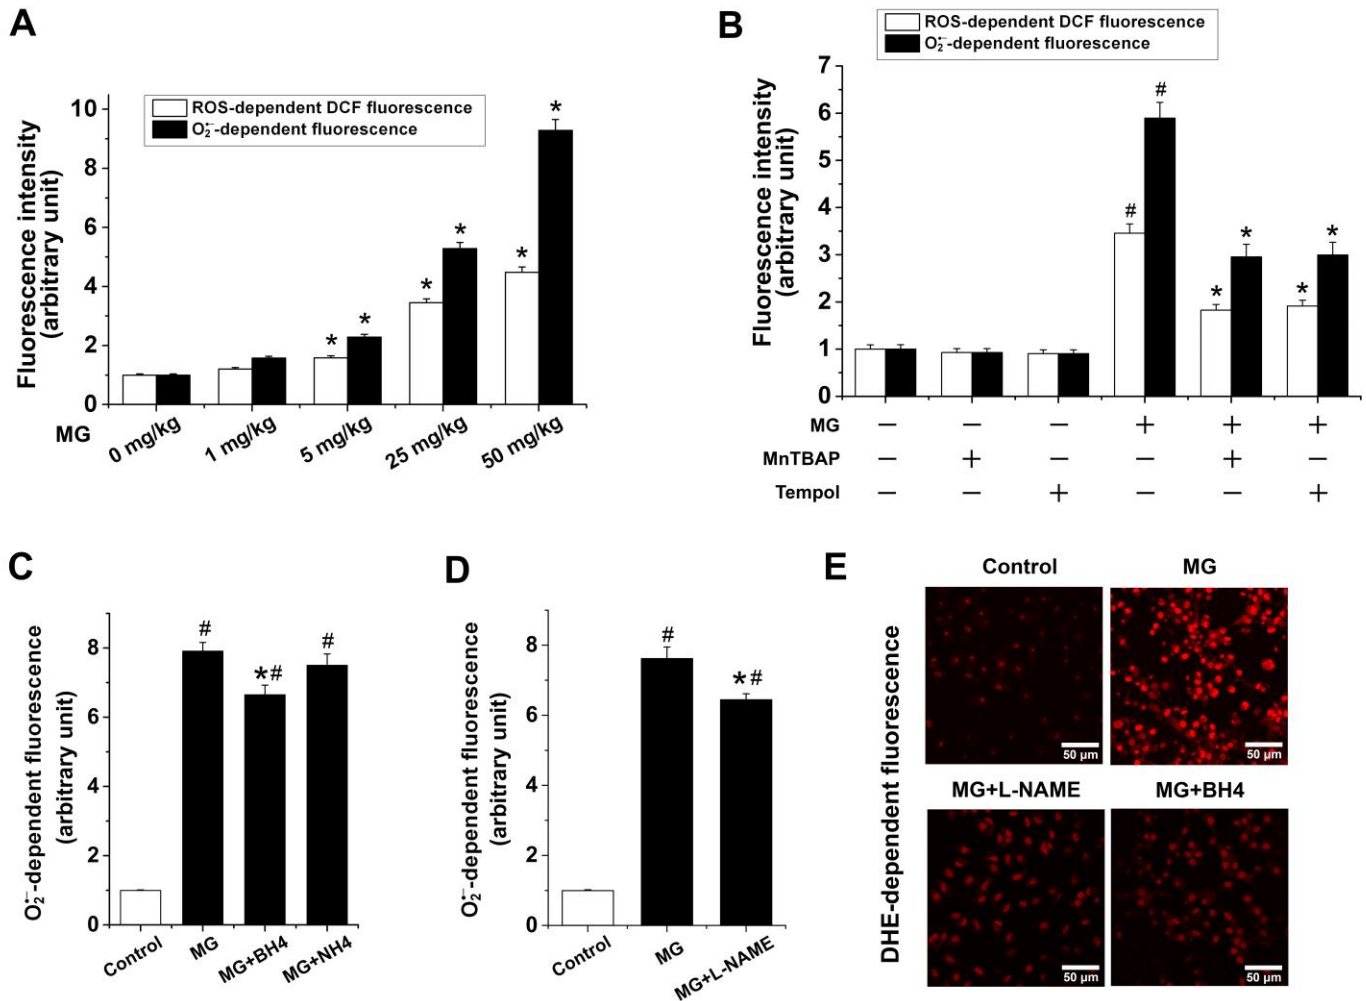 A
Fluorescence intensity
(arbitrary unit)
10
8
6
4
2
0
ROS-dependent DCF fluorescence
O₂•−-dependent fluorescence
* * * * * *
MG
0 mg/kg
1 mg/kg
5 mg/kg
25 mg/kg
50 mg/kg
B
ROS-dependent DCF fluorescence
O₂•−-dependent fluorescence
Fluorescence intensity
(arbitrary unit)
7
6
5
4
3
2
1
0
# # * * * *
MG − − − + + +
MnTBAP − + − − + −
Tempol − − + − − +
C
O₂•−-dependent fluorescence
(arbitrary unit)
8
6
4
2
0
# *# #
Control
MG
MG+BH4
MG+NH4
D
O₂•−-dependent fluorescence
(arbitrary unit)
8
6
4
2
0
# *#
Control
MG
MG+L-NAME
E
DHE-dependent fluorescence
Control
MG
50 µm
50 µm
MG+L-NAME
MG+BH4
50 µm
50 µm